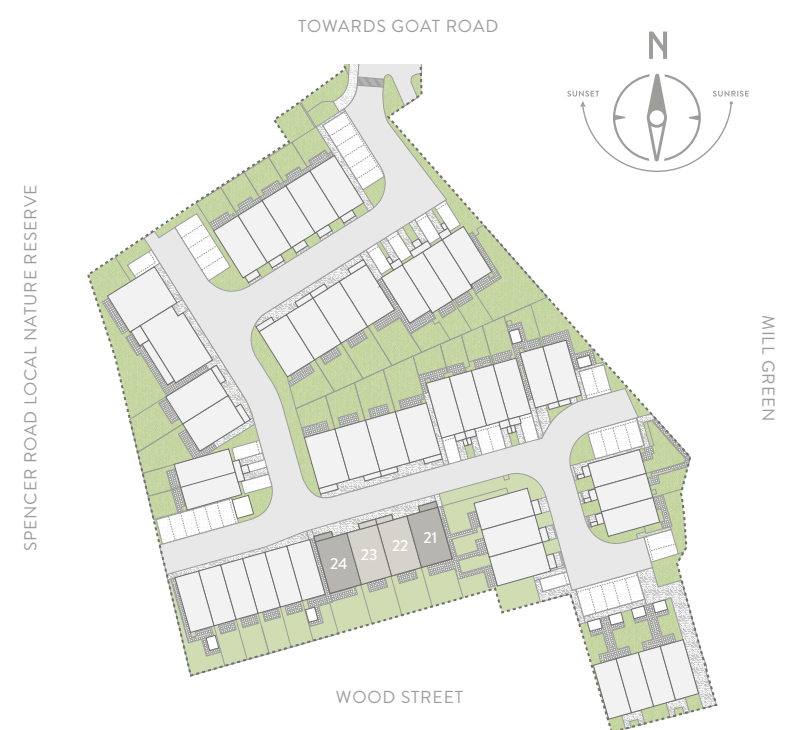 TOWARDS GOAT ROAD
N
SUNSET
SUNRISE
SPENCER ROAD LOCAL NATURE RESERVE
MILL GREEN
21
22
23
24
WOOD STREET